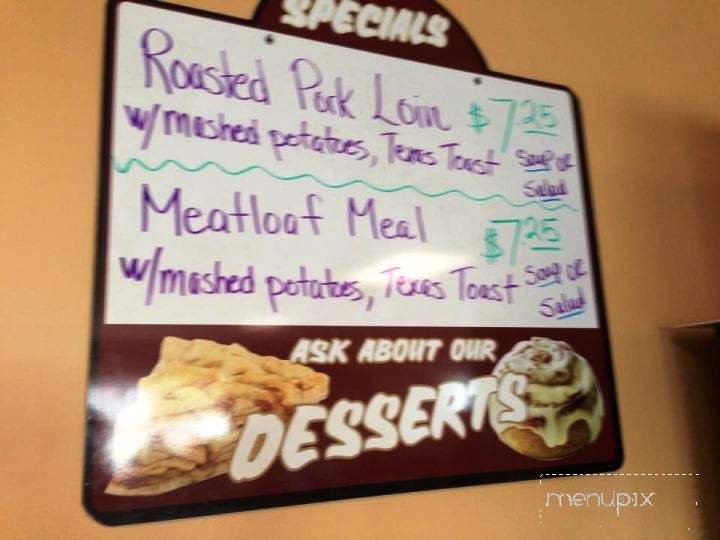 SPECIALS
Roasted Pork Loin $7.25
w/mashed potatoes, Texas Toast Soup or
Salad
Meatloaf Meal $7.25
w/mashed potatoes, Texas Toast Soup or
Salad
ASK ABOUT OUR
DESSERTS
menupix